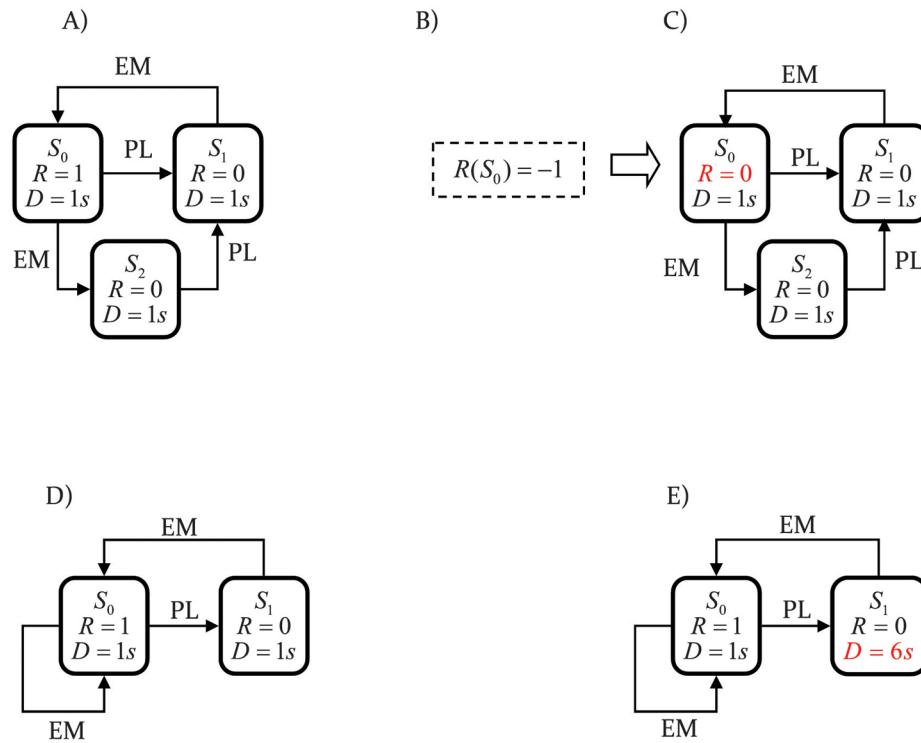 A)
B)
C)
EM
S₀
R = 1
D = 1s
PL
S₁
R = 0
D = 1s
EM
S₂
R = 0
D = 1s
PL
R(S₀) = −1
EM
S₀
R = 0
D = 1s
PL
S₁
R = 0
D = 1s
EM
S₂
R = 0
D = 1s
PL
D)
E)
EM
S₀
R = 1
D = 1s
PL
S₁
R = 0
D = 1s
EM
EM
S₀
R = 1
D = 1s
PL
S₁
R = 0
D = 6s
EM